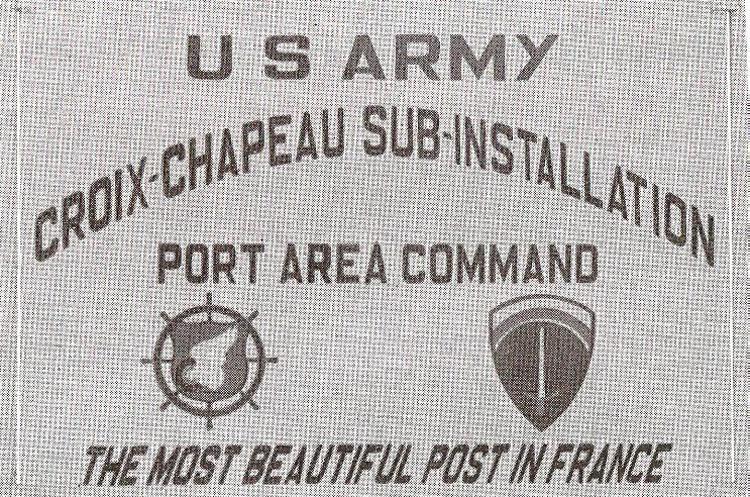 U S ARMY
CROIX-CHAPEAU SUB-INSTALLATION
PORT AREA COMMAND
THE MOST BEAUTIFUL POST IN FRANCE